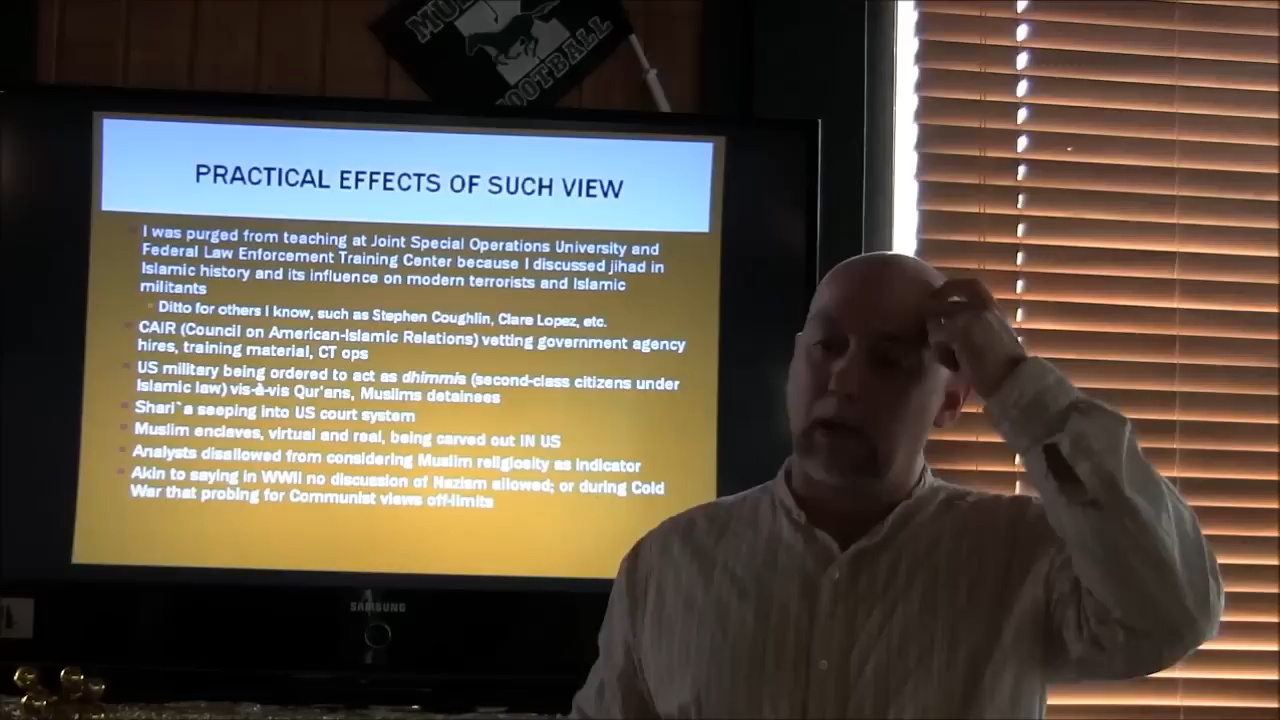 MU
FOOTBALL
PRACTICAL EFFECTS OF SUCH VIEW
I was purged from teaching at Joint Special Operations University and
Federal Law Enforcement Training Center because I discussed jihad in
Islamic history and its influence on modern terrorists and Islamic
militants
Ditto for others I know, such as Stephen Coughlin, Clare Lopez, etc.
CAIR (Council on American-Islamic Relations) vetting government agency
hires, training material, CT ops
US military being ordered to act as dhimmis (second-class citizens under
Islamic law) vis-à-vis Qur'ans, Muslims detainees
Shari`a seeping into US court system
Muslim enclaves, virtual and real, being carved out IN US
Analysts disallowed from considering Muslim religiosity as indicator
Akin to saying in WWII no discussion of Nazism allowed; or during Cold
War that probing for Communist views off-limits
SAMSUNG